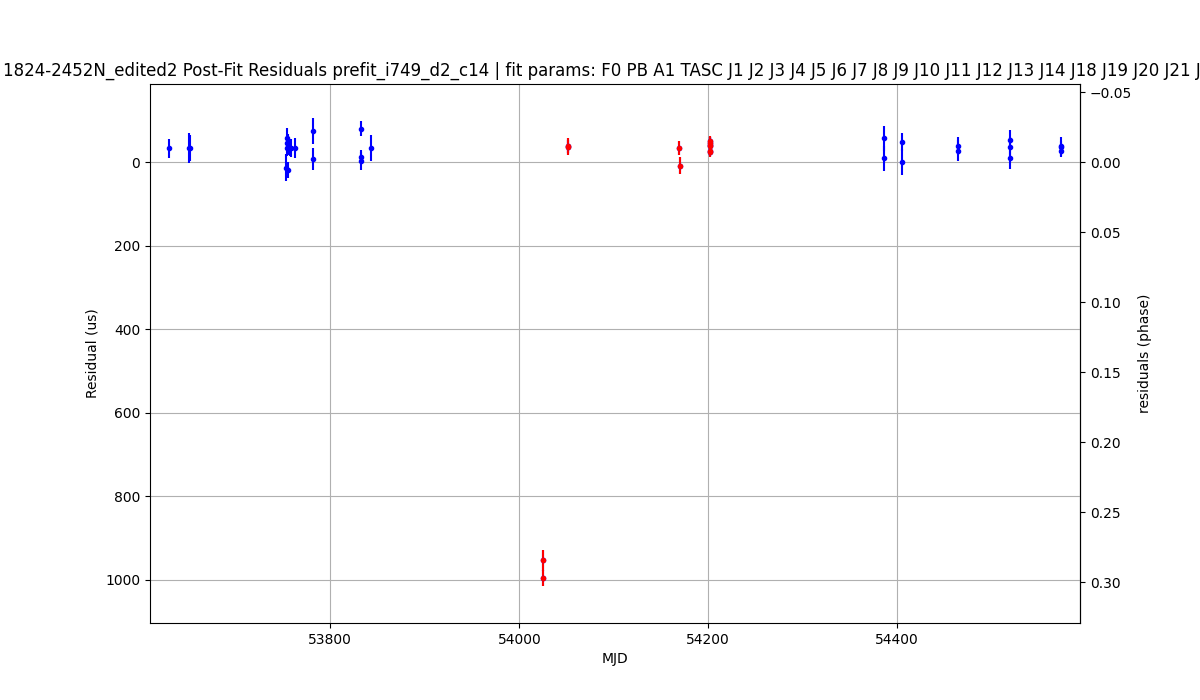 1824-2452N_edited2 Post-Fit Residuals prefit_i749_d2_c14 | fit params: F0 PB A1 TASC J1 J2 J3 J4 J5 J6 J7 J8 J9 J10 J11 J12 J13 J14 J18 J19 J20 J21 J
−0.05
0
0.00
200
0.05
400
0.10
600
0.15
800
0.20
1000
0.25
0.30
Residual (us)
residuals (phase)
53800 54000 54200 54400
MJD